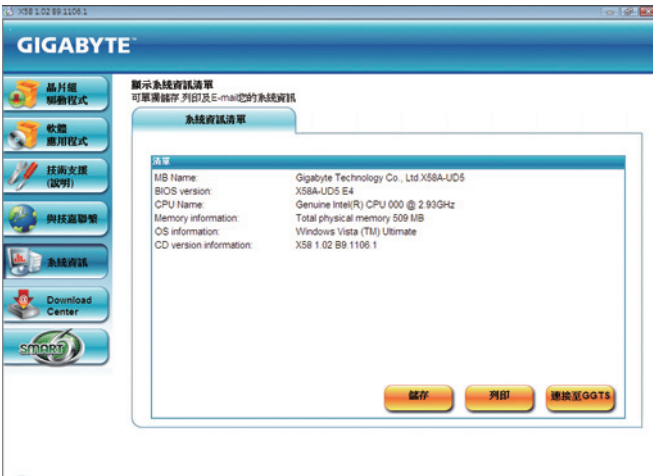 X58 1.02 B9.1106.1
GIGABYTE™
晶片組
驅動程式
軟體
應用程式
技術支援
(說明)
與技嘉聯繫
系統資訊
Download
Center
SMART 6
顯示系統資訊清單
可單獨儲存.列印及E-mail您的系統資訊
系統資訊清單
清單
MB Name: Gigabyte Technology Co., Ltd.X58A-UD5
BIOS version: X58A-UD5 E4
CPU Name: Genuine Intel(R) CPU 000 @ 2.93GHz
Memory information: Total physical memory 509 MB
OS information: Windows Vista (TM) Ultimate
CD version information: X58 1.02 B9.1106.1
儲存 列印 連接至GGTS